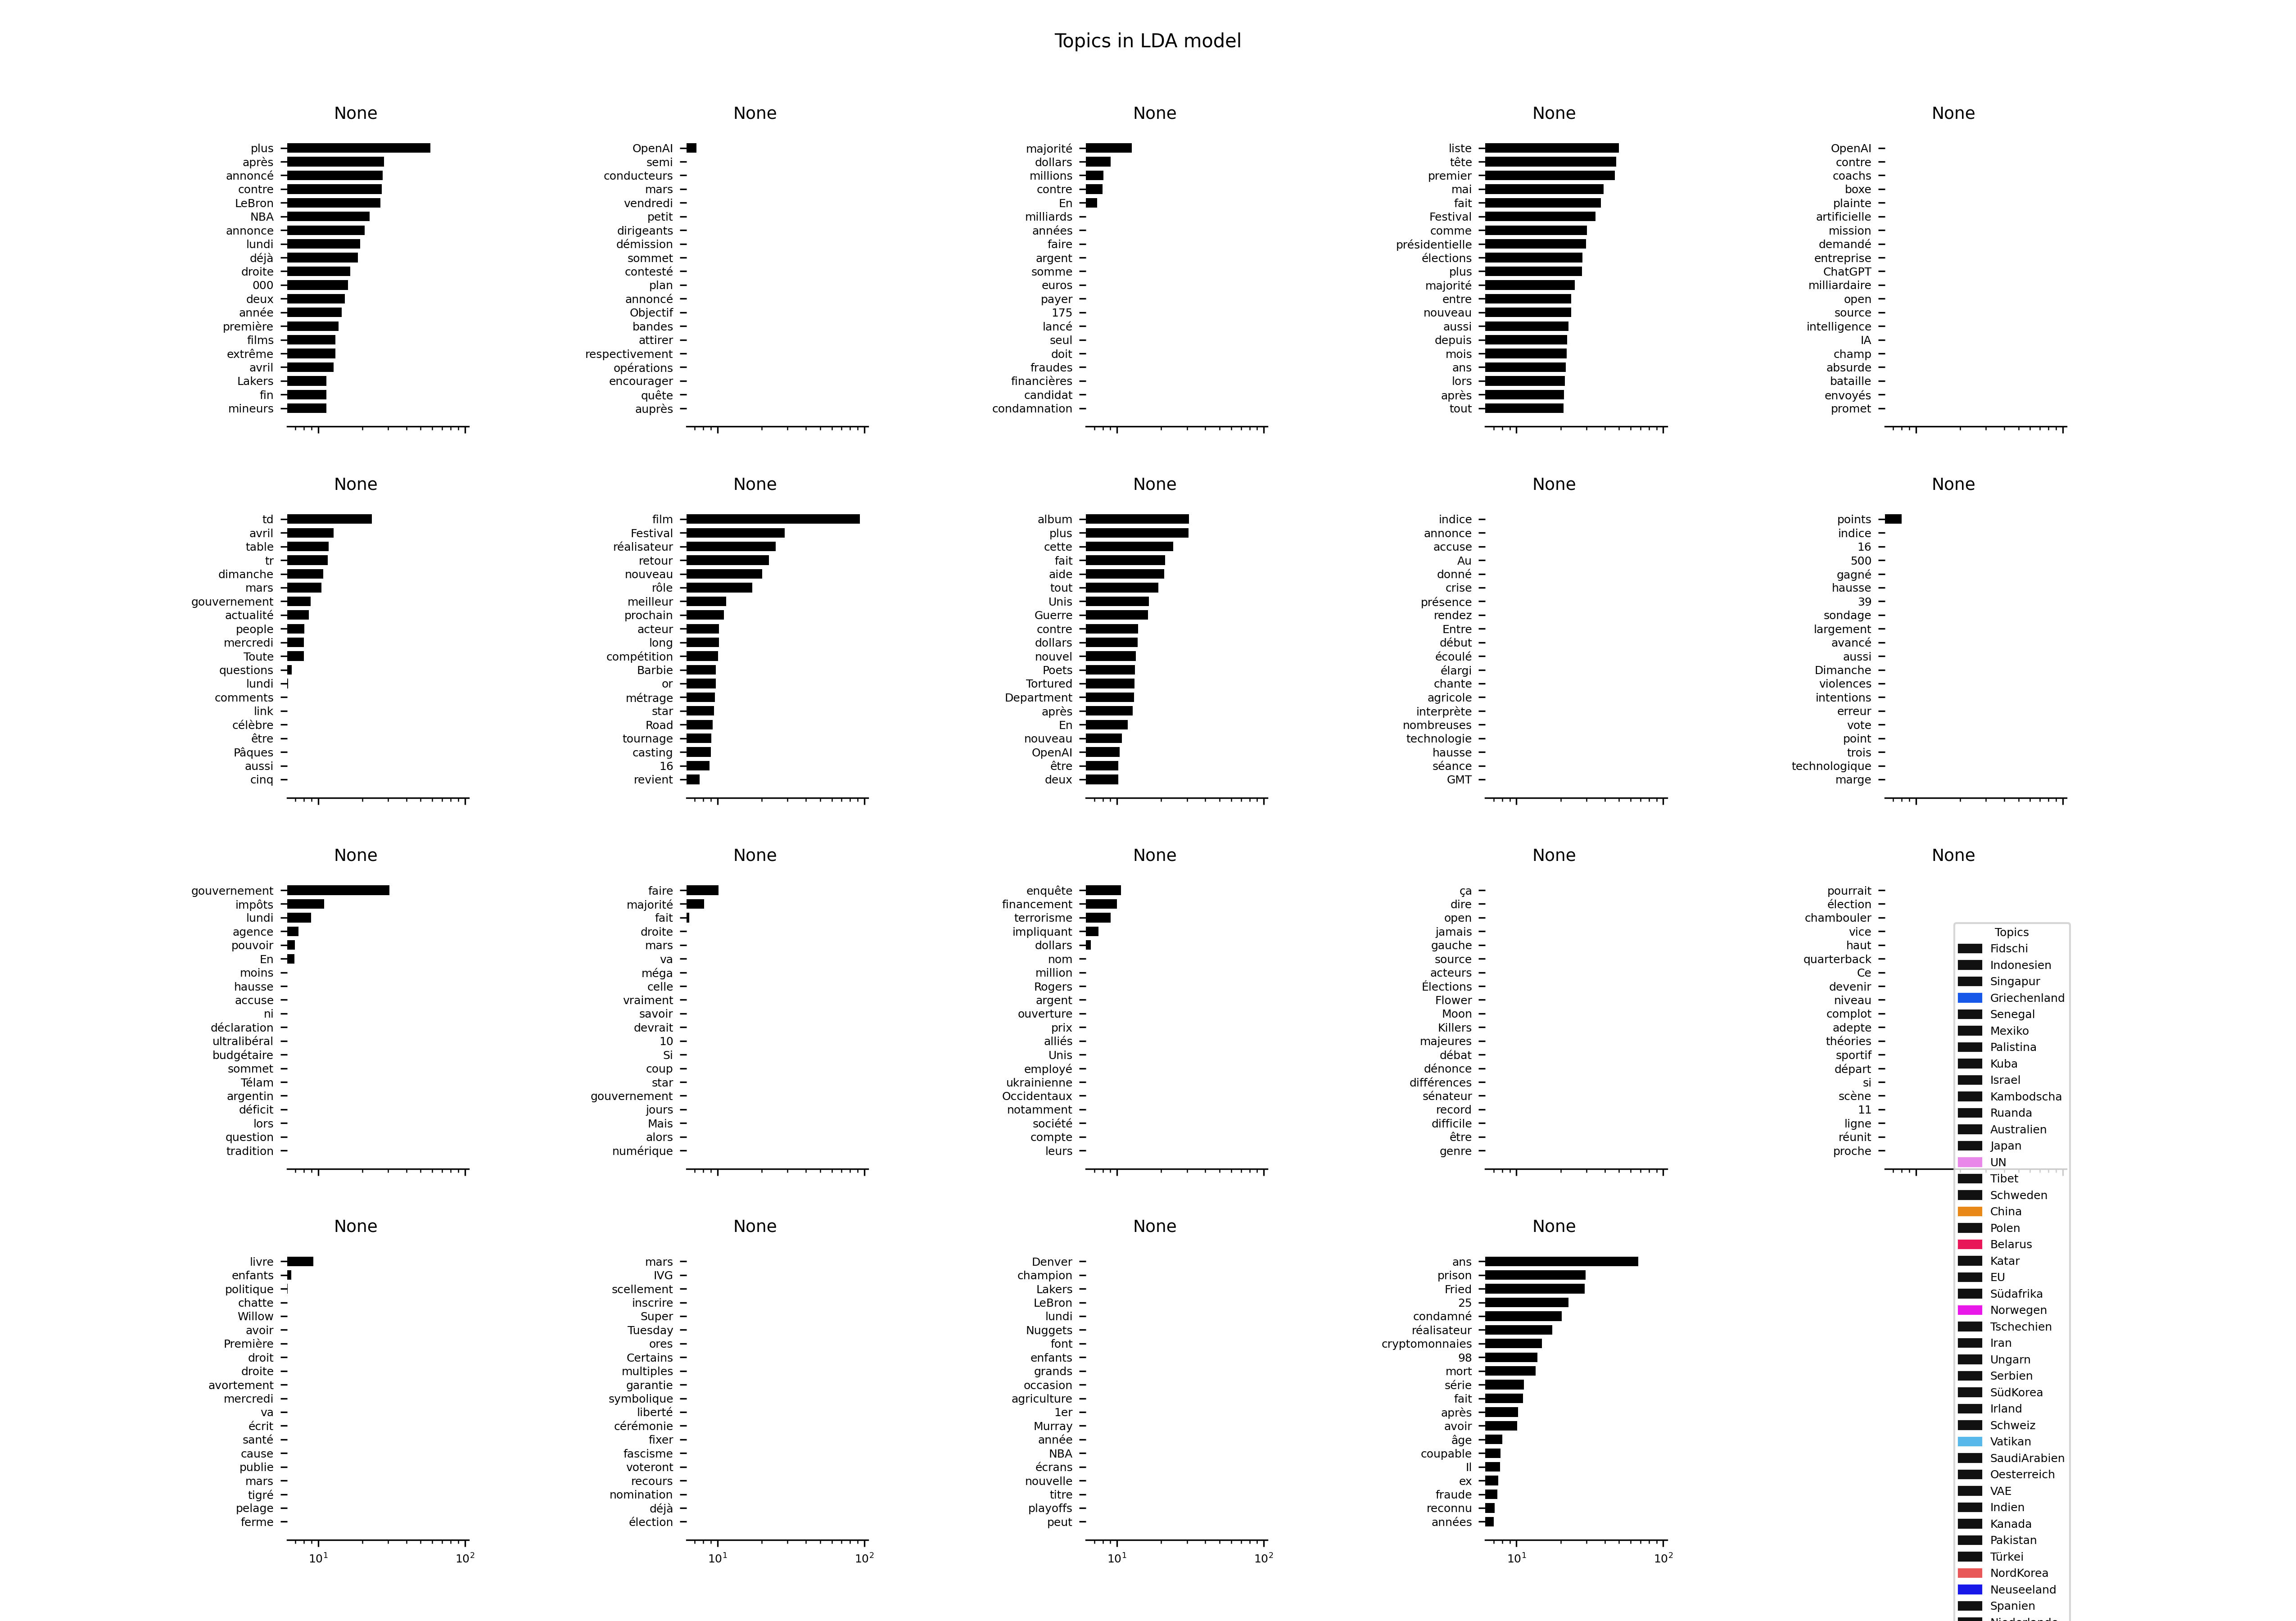 Topics in LDA model
None
plus
après
annoncé
contre
LeBron
NBA
annonce
lundi
déjà
droite
000
deux
année
première
films
extrême
avril
Lakers
fin
mineurs
None
OpenAI
semi
conducteurs
mars
vendredi
petit
dirigeants
démission
sommet
contesté
plan
annoncé
Objectif
bandes
attirer
respectivement
opérations
encourager
quête
auprès
None
majorité
dollars
millions
contre
En
milliards
années
faire
argent
somme
euros
payer
175
lancé
seul
doit
fraudes
financières
candidat
condamnation
None
liste
tête
premier
mai
fait
Festival
comme
présidentielle
élections
plus
majorité
entre
nouveau
aussi
depuis
mois
ans
lors
après
tout
None
OpenAI
contre
coachs
boxe
plainte
artificielle
mission
demandé
entreprise
ChatGPT
milliardaire
open
source
intelligence
IA
champ
absurde
bataille
envoyés
promet
None
td
avril
table
tr
dimanche
mars
gouvernement
actualité
people
mercredi
Toute
questions
lundi
comments
link
célèbre
être
Pâques
aussi
cinq
None
film
Festival
réalisateur
retour
nouveau
rôle
meilleur
prochain
acteur
long
compétition
Barbie
or
métrage
star
Road
tournage
casting
16
revient
None
album
plus
cette
fait
aide
tout
Unis
Guerre
contre
dollars
nouvel
Poets
Tortured
Department
après
En
nouveau
OpenAI
être
deux
None
indice
annonce
accuse
Au
donné
crise
présence
rendez
Entre
début
écoulé
élargi
chante
agricole
interprète
nombreuses
technologie
hausse
séance
GMT
None
points
indice
16
500
gagné
hausse
39
sondage
largement
avancé
aussi
Dimanche
violences
intentions
erreur
vote
point
trois
technologique
marge
None
gouvernement
impôts
lundi
agence
pouvoir
En
moins
hausse
accuse
ni
déclaration
ultralibéral
budgétaire
sommet
Télam
argentin
déficit
lors
question
tradition
None
faire
majorité
fait
droite
mars
va
méga
celle
vraiment
savoir
devrait
10
Si
coup
star
gouvernement
jours
Mais
alors
numérique
None
enquête
financement
terrorisme
impliquant
dollars
nom
million
Rogers
argent
ouverture
prix
alliés
Unis
employé
ukrainienne
Occidentaux
notamment
société
compte
leurs
None
ça
dire
open
jamais
gauche
source
acteurs
Élections
Flower
Moon
Killers
majeures
débat
dénonce
différences
sénateur
record
difficile
être
genre
None
pourrait
élection
chambouler
vice
haut
quarterback
Ce
devenir
niveau
complot
adepte
théories
sportif
départ
si
scène
11
ligne
réunit
proche
None
livre
enfants
politique
chatte
Willow
avoir
Première
droit
droite
avortement
mercredi
va
écrit
santé
cause
publie
mars
tigré
pelage
ferme
10¹ 10²
None
mars
IVG
scellement
inscrire
Super
Tuesday
ores
Certains
multiples
garantie
symbolique
liberté
cérémonie
fixer
fascisme
voteront
recours
nomination
déjà
élection
10¹ 10²
None
Denver
champion
Lakers
LeBron
lundi
Nuggets
font
enfants
grands
occasion
agriculture
1er
Murray
année
NBA
écrans
nouvelle
titre
playoffs
peut
10¹ 10²
None
ans
prison
Fried
25
condamné
réalisateur
cryptomonnaies
98
mort
série
fait
après
avoir
âge
coupable
Il
ex
fraude
reconnu
années
10¹ 10²
Topics
Fidschi
Indonesien
Singapur
Griechenland
Senegal
Mexiko
Palistina
Kuba
Israel
Kambodscha
Ruanda
Australien
Japan
UN
Tibet
Schweden
China
Polen
Belarus
Katar
EU
Südafrika
Norwegen
Tschechien
Iran
Ungarn
Serbien
SüdKorea
Irland
Schweiz
Vatikan
SaudiArabien
Oesterreich
VAE
Indien
Kanada
Pakistan
Türkei
NordKorea
Neuseeland
Spanien